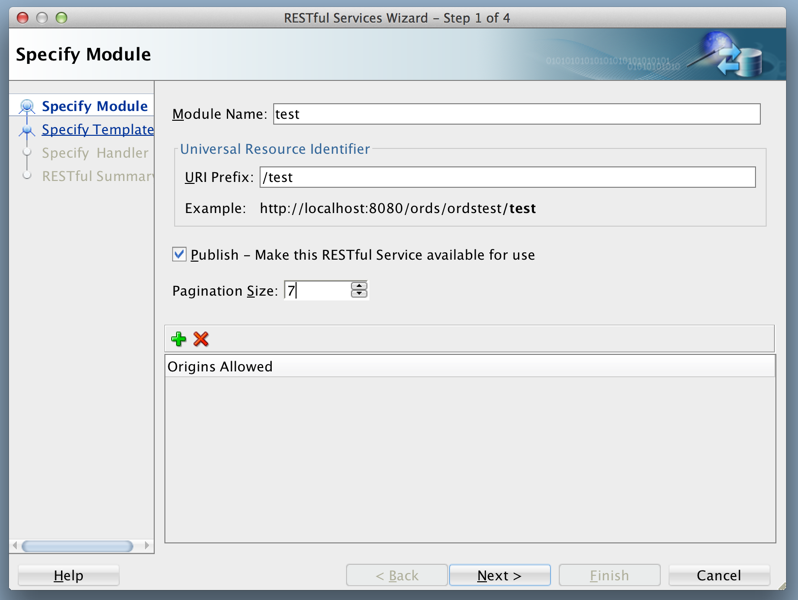 RESTful Services Wizard - Step 1 of 4
Specify Module
01010101010101010101010101
01010101010
Specify Module
Specify Template
Specify Handler
RESTful Summary
Module Name: test
Universal Resource Identifier
URI Prefix: /test
Example: http://localhost:8080/ords/ordstest/test
Publish - Make this RESTful Service available for use
Pagination Size: 7
Origins Allowed
Help
< Back
Next >
Finish
Cancel